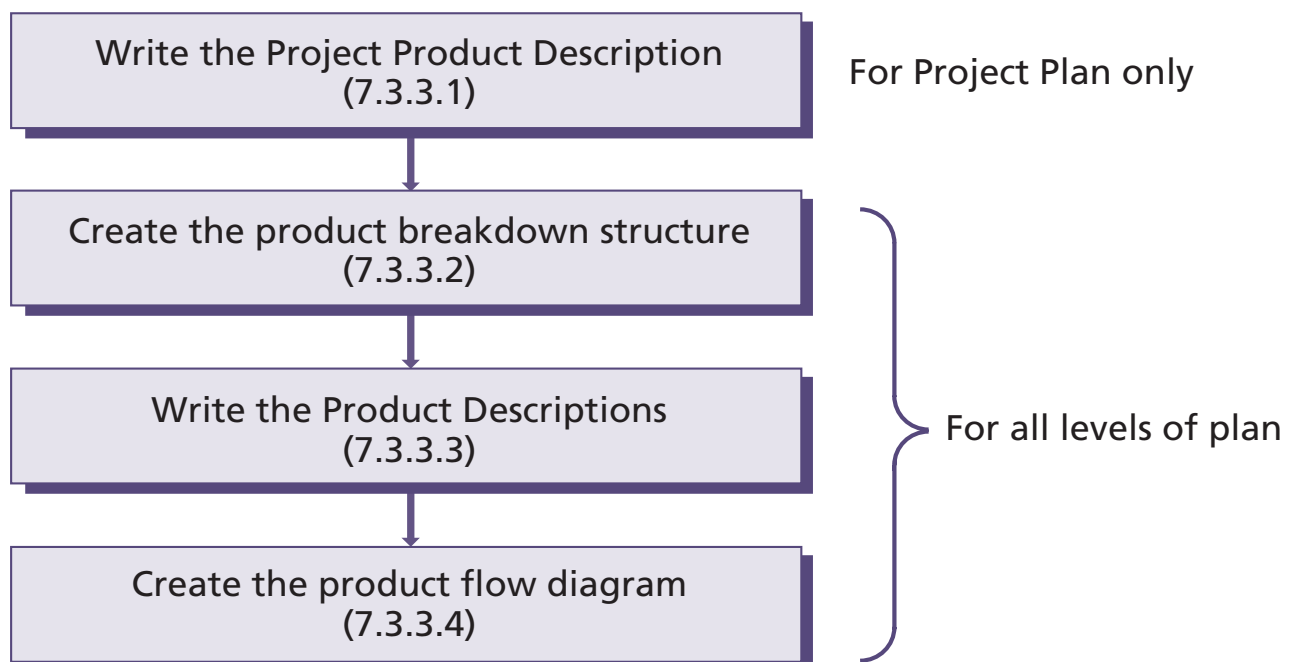 Write the Project Product Description
(7.3.3.1)
For Project Plan only
Create the product breakdown structure
(7.3.3.2)
Write the Product Descriptions
(7.3.3.3)
For all levels of plan
Create the product flow diagram
(7.3.3.4)